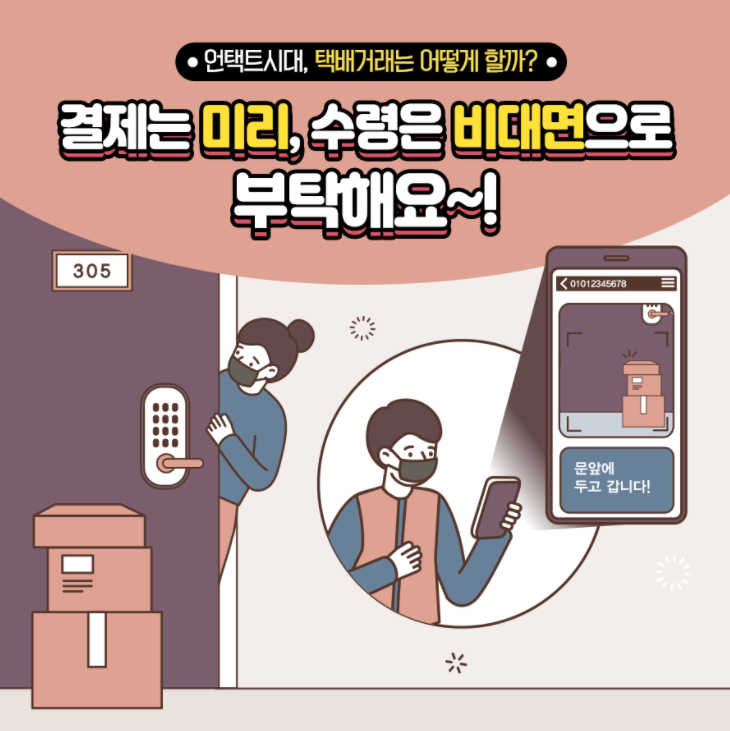 • 언택트시대, 택배거래는 어떻게 할까? •
결제는 미리, 수령은 비대면으로
부탁해요~!
305
01012345678
문앞에
두고 갑니다!